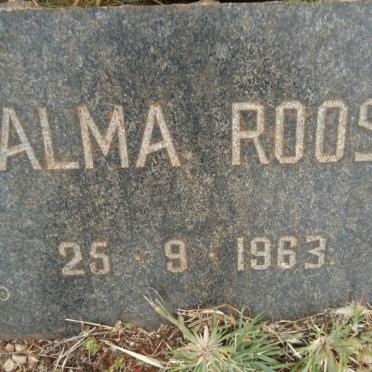 ALMA ROOS
25 · 9 · 1963.